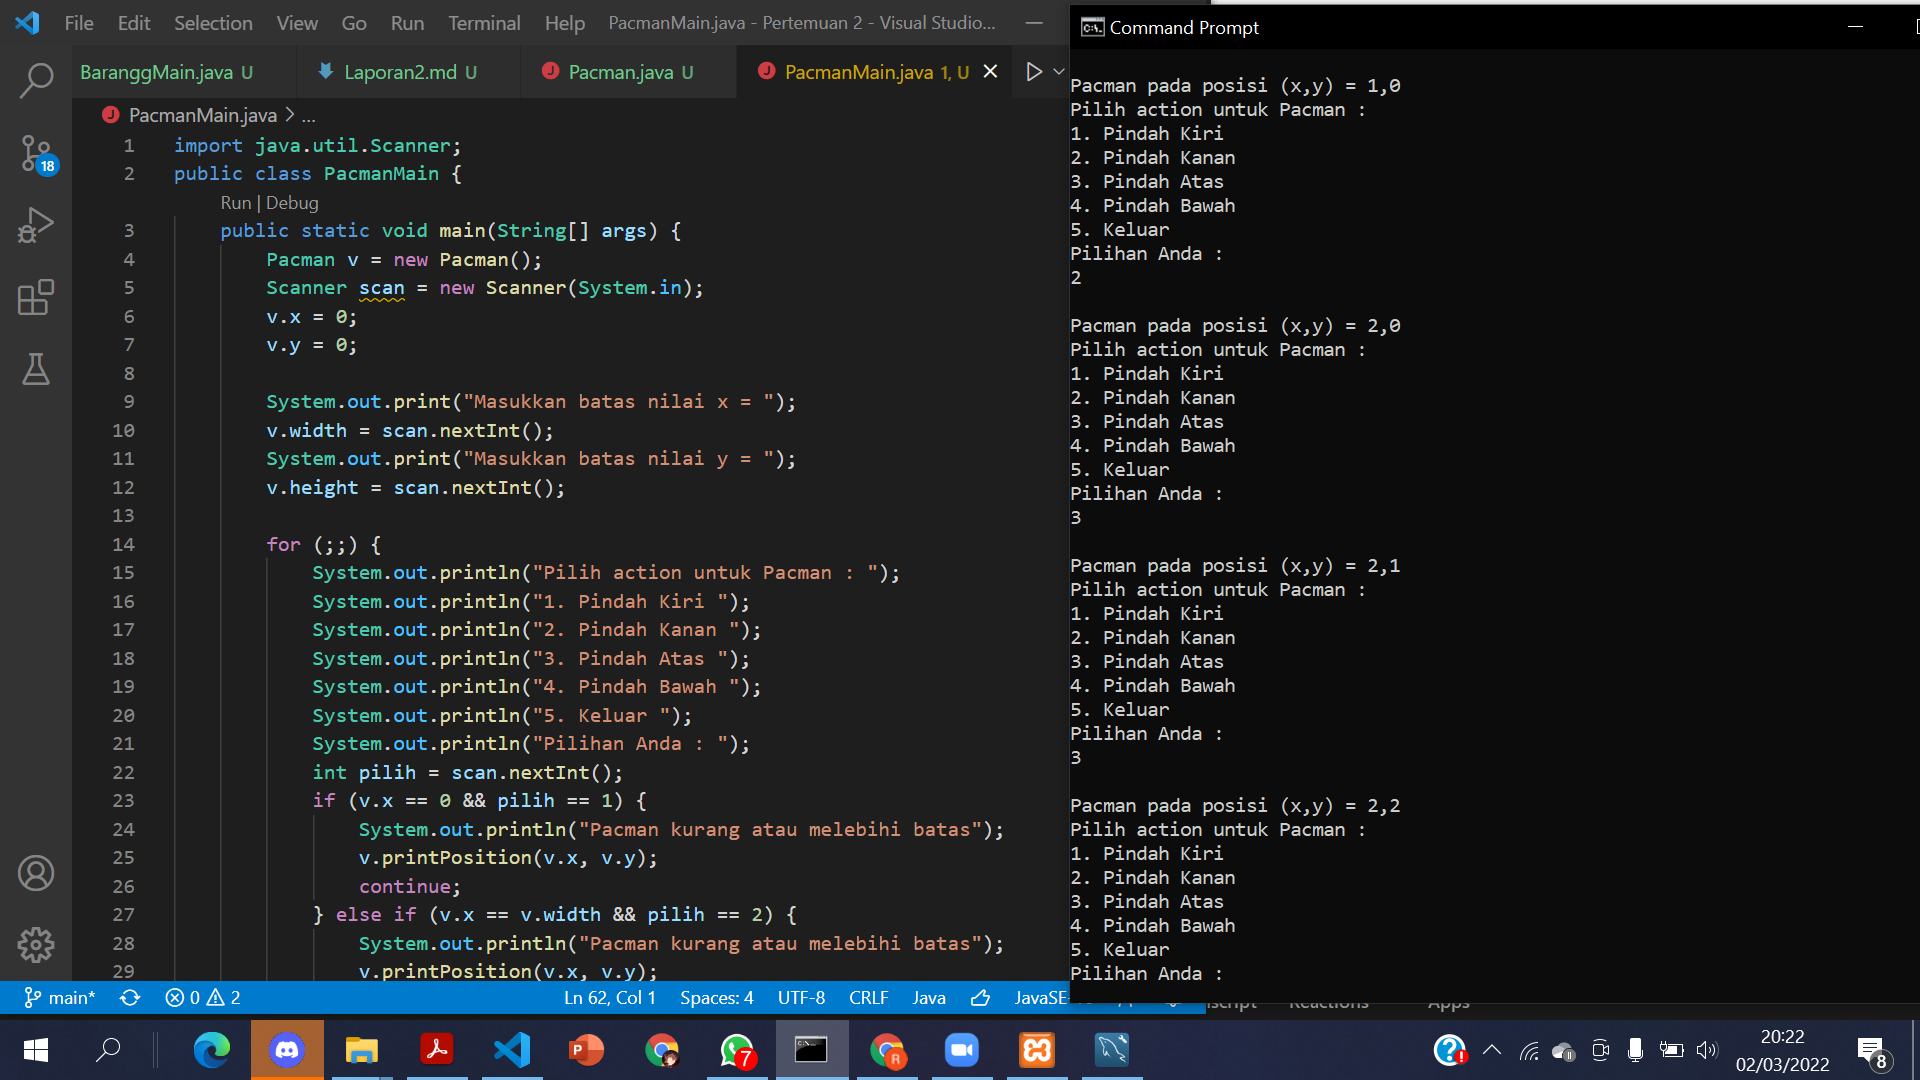 File Edit Selection View Go Run Terminal Help PacmanMain.java - Pertemuan 2 - Visual Studio...
BaranggMain.java U Laporan2.md U Pacman.java U PacmanMain.java 1, U
PacmanMain.java > ...
18
1 import java.util.Scanner;
2 public class PacmanMain {
Run | Debug
3 public static void main(String[] args) {
4 Pacman v = new Pacman();
5 Scanner scan = new Scanner(System.in);
6 v.x = 0;
7 v.y = 0;
8
9 System.out.print("Masukkan batas nilai x = ");
10 v.width = scan.nextInt();
11 System.out.print("Masukkan batas nilai y = ");
12 v.height = scan.nextInt();
13
14 for (;;) {
15 System.out.println("Pilih action untuk Pacman : ");
16 System.out.println("1. Pindah Kiri ");
17 System.out.println("2. Pindah Kanan ");
18 System.out.println("3. Pindah Atas ");
19 System.out.println("4. Pindah Bawah ");
20 System.out.println("5. Keluar ");
21 System.out.println("Pilihan Anda : ");
22 int pilih = scan.nextInt();
23 if (v.x == 0 && pilih == 1) {
24 System.out.println("Pacman kurang atau melebihi batas");
25 v.printPosition(v.x, v.y);
26 continue;
27 } else if (v.x == v.width && pilih == 2) {
28 System.out.println("Pacman kurang atau melebihi batas");
29 v.printPosition(v.x, v.y);
main* 0 2 Ln 62, Col 1 Spaces: 4 UTF-8 CRLF Java
Command Prompt
Pacman pada posisi (x,y) = 1,0
Pilih action untuk Pacman :
1. Pindah Kiri
2. Pindah Kanan
3. Pindah Atas
4. Pindah Bawah
5. Keluar
Pilihan Anda :
2
Pacman pada posisi (x,y) = 2,0
Pilih action untuk Pacman :
1. Pindah Kiri
2. Pindah Kanan
3. Pindah Atas
4. Pindah Bawah
5. Keluar
Pilihan Anda :
3
Pacman pada posisi (x,y) = 2,1
Pilih action untuk Pacman :
1. Pindah Kiri
2. Pindah Kanan
3. Pindah Atas
4. Pindah Bawah
5. Keluar
Pilihan Anda :
3
Pacman pada posisi (x,y) = 2,2
Pilih action untuk Pacman :
1. Pindah Kiri
2. Pindah Kanan
3. Pindah Atas
4. Pindah Bawah
5. Keluar
Pilihan Anda :
Reactions Apps
7
20:22
02/03/2022
8